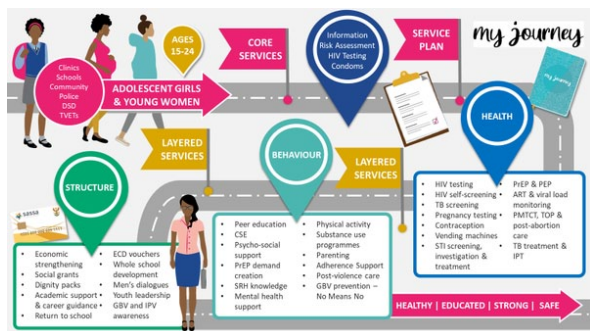 AGES
15-24
Clinics
Schools
Community
Police
DSD
TVETs
ADOLESCENT GIRLS
& YOUNG WOMEN
CORE
SERVICES
Information
Risk Assessment
HIV Testing
Condoms
SERVICE
PLAN
my journey
HEALTH
• HIV testing
• HIV self-screening
• TB screening
• Pregnancy testing
• Contraception
• Vending machines
• STI screening,
investigation &
treatment
• PrEP & PEP
• ART & viral load
monitoring
• PMTCT, TOP &
post-abortion
care
• TB treatment &
IPT
LAYERED
SERVICES
BEHAVIOUR
• Peer education
• CSE
• Psycho-social
support
• PrEP demand
creation
• SRH knowledge
• Mental health
support
• Physical activity
• Substance use
programmes
• Parenting
• Adherence Support
• Post-violence care
• GBV prevention –
No Means No
LAYERED
SERVICES
STRUCTURE
sassa
• Economic
strengthening
• Social grants
• Dignity packs
• Academic support
& career guidance
• Return to school
• ECD vouchers
• Whole school
development
• Men's dialogues
• Youth leadership
• GBV and IPV
awareness
HEALTHY | EDUCATED | STRONG | SAFE